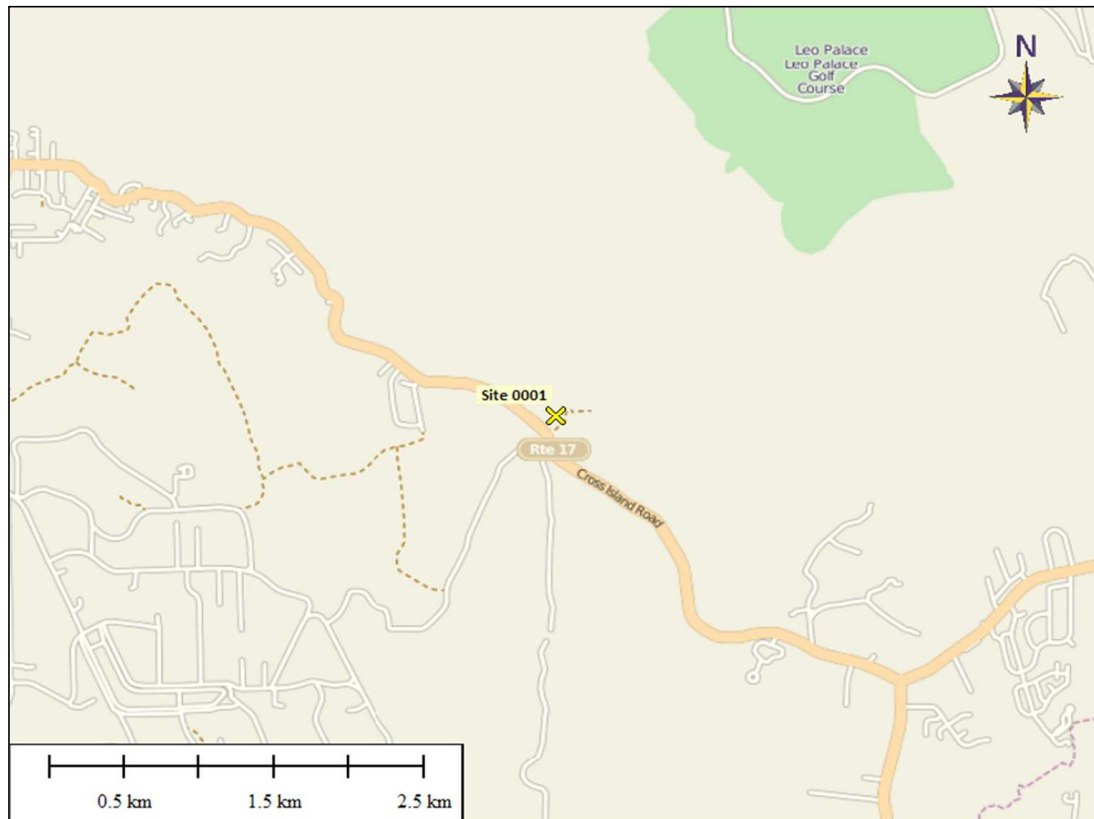 Leo Palace
Leo Palace
Golf
Course
N
Site 0001
Rte 17
Cross Island Road
0.5 km 1.5 km 2.5 km